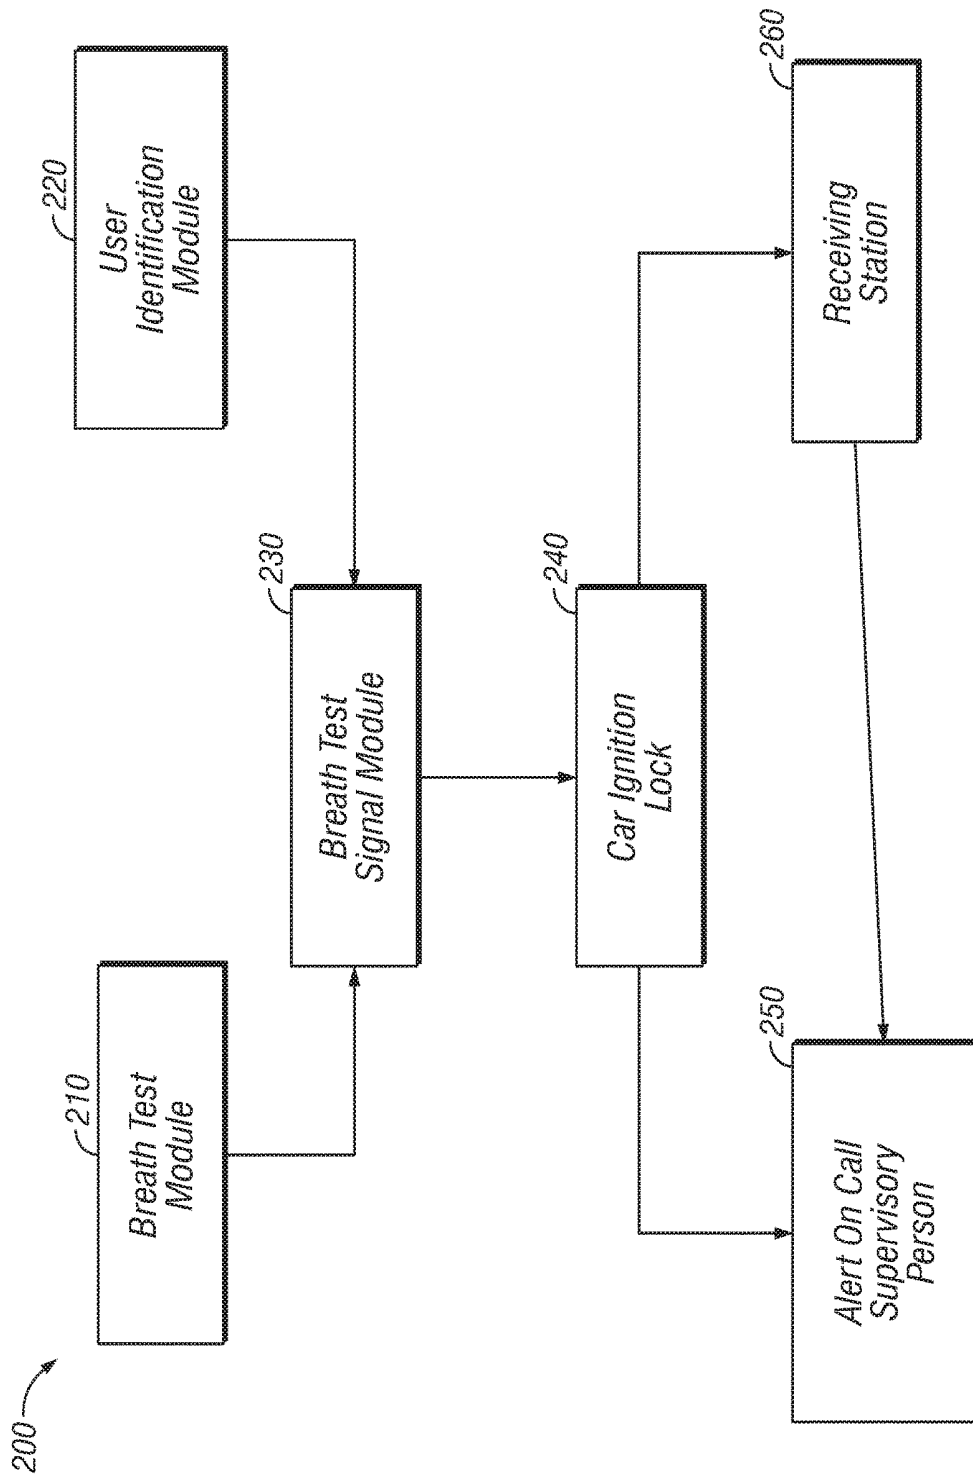 200
210
Breath Test
Module
220
User
Identification
Module
230
Breath Test
Signal Module
240
Car Ignition
Lock
250
Alert On Call
Supervisory
Person
260
Receiving
Station